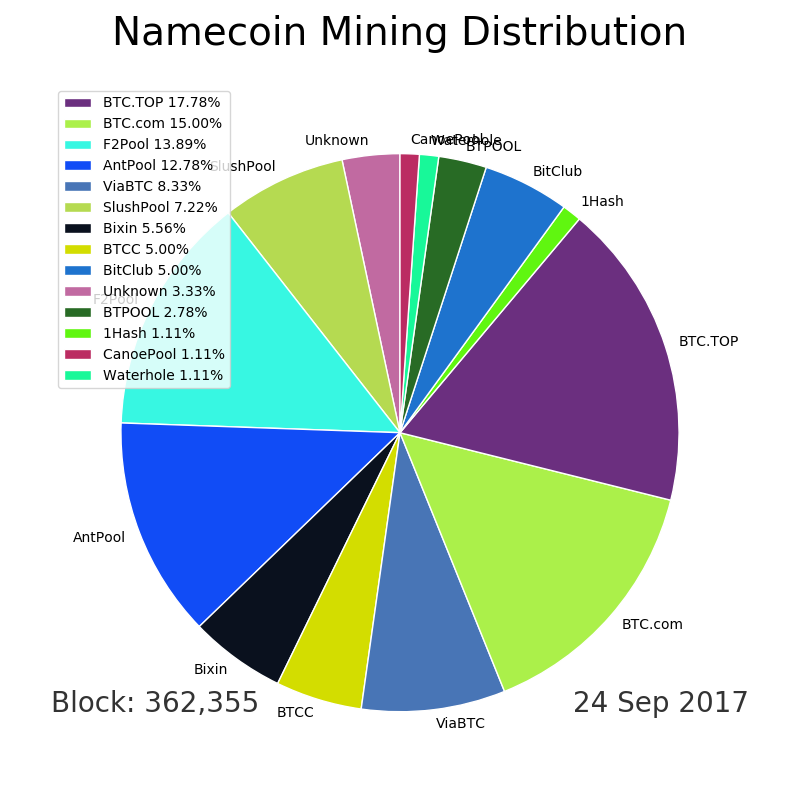 Namecoin Mining Distribution
BTC.TOP 17.78%
BTC.com 15.00%
F2Pool 13.89%
AntPool 12.78%
ViaBTC 8.33%
SlushPool 7.22%
Bixin 5.56%
BTCC 5.00%
BitClub 5.00%
Unknown 3.33%
BTPOOL 2.78%
1Hash 1.11%
CanoePool 1.11%
Waterhole 1.11%
Unknown
CanoePool
Waterhole
BTPOOL
SlushPool
BitClub
1Hash
F2Pool
BTC.TOP
AntPool
BTC.com
Bixin
BTCC
ViaBTC
Block: 362,355
24 Sep 2017